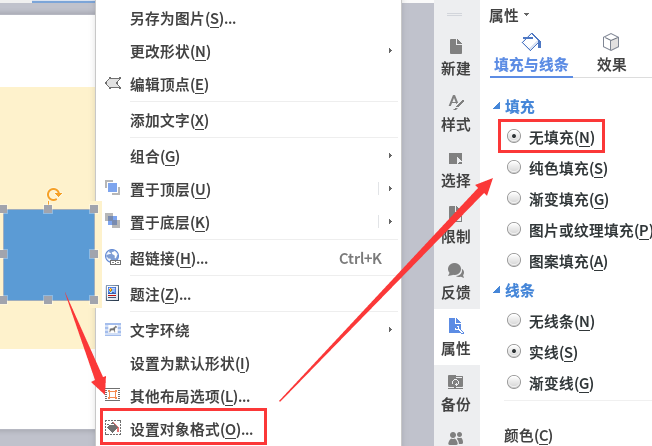 另存为图片(S)...
更改形状(N)
编辑顶点(E)
添加文字(X)
组合(G)
置于顶层(U)
置于底层(K)
超链接(H)... Ctrl+K
题注(Z)...
文字环绕
设置为默认形状(I)
其他布局选项(L)...
设置对象格式(O)...
新建
样式
选择
限制
反馈
属性
备份
属性
填充与线条 效果
填充
无填充(N)
纯色填充(S)
渐变填充(G)
图片或纹理填充(P)
图案填充(A)
线条
无线条(N)
实线(S)
渐变线(G)
颜色(C)